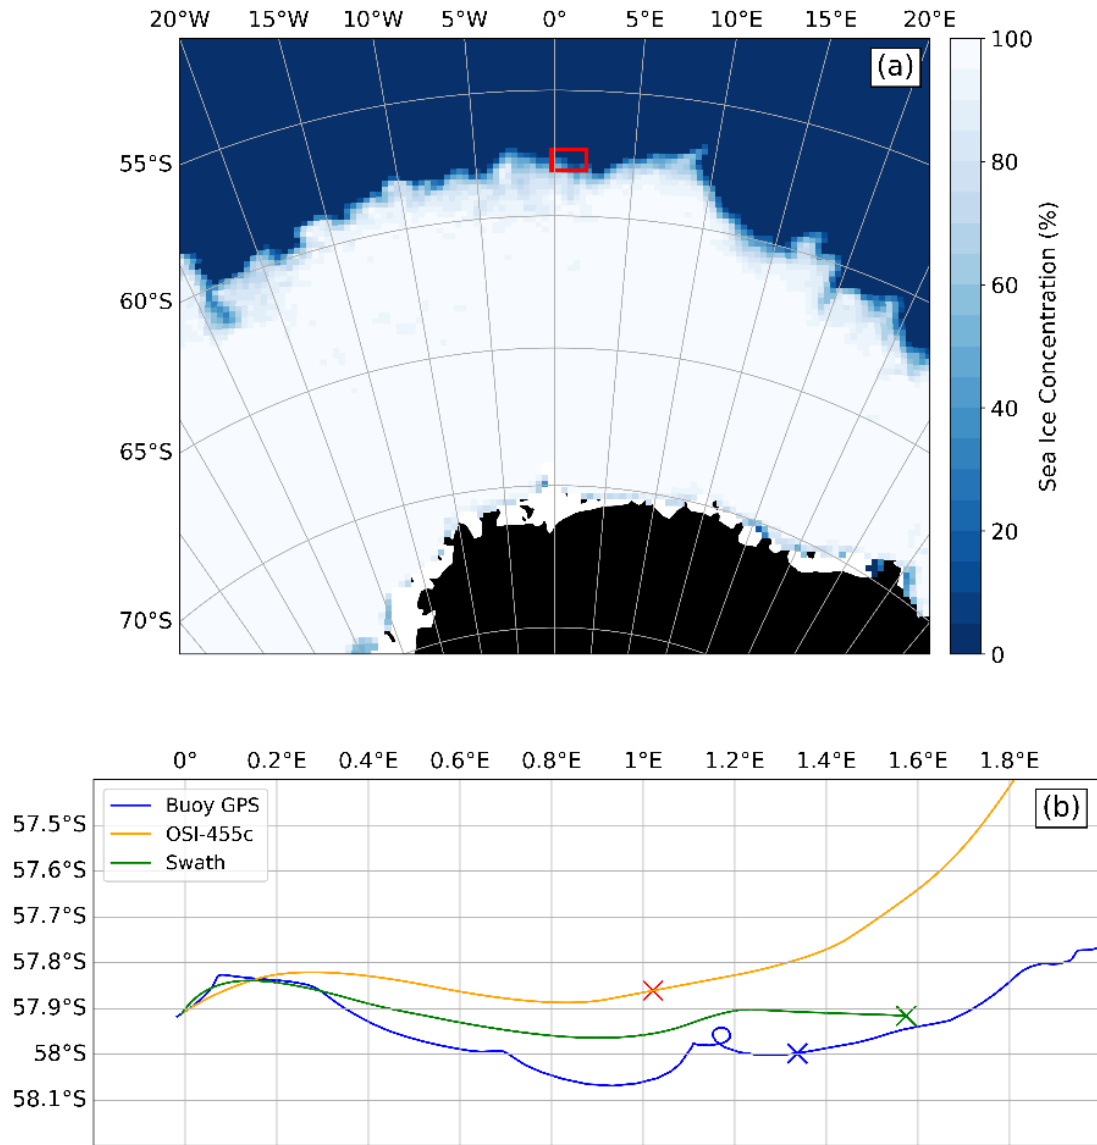 20°W 15°W 10°W 5°W 0° 5°E 10°E 15°E 20°E
(a)
55°S
60°S
65°S
70°S
100
80
60
40
20
0
Sea Ice Concentration (%)
0° 0.2°E 0.4°E 0.6°E 0.8°E 1°E 1.2°E 1.4°E 1.6°E 1.8°E
(b)
Buoy GPS
OSI-455c
Swath
57.5°S
57.6°S
57.7°S
57.8°S
57.9°S
58°S
58.1°S